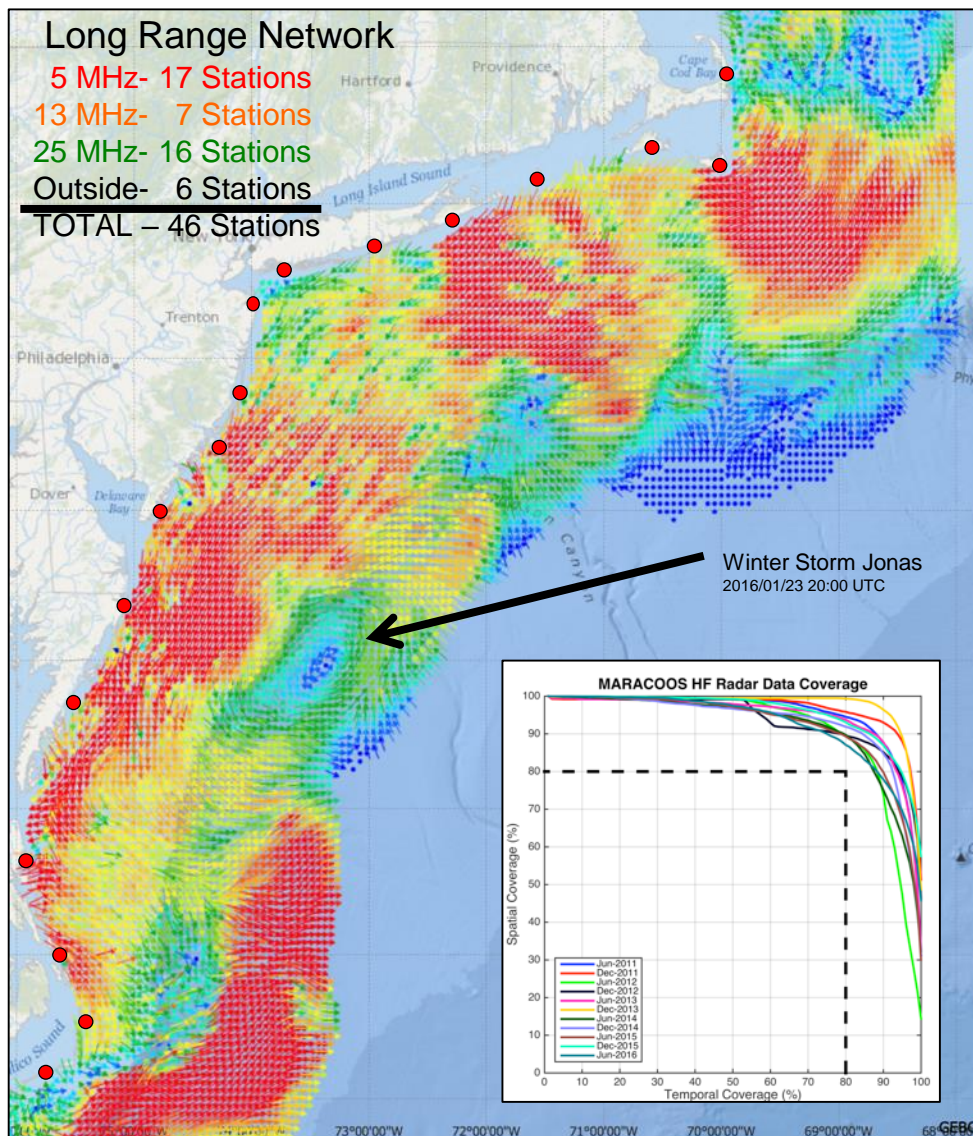 Long Range Network
5 MHz- 17 Stations
13 MHz- 7 Stations
25 MHz- 16 Stations
Outside- 6 Stations
TOTAL – 46 Stations
Hartford
Providence
Cape
Cod Bay
Long Island Sound
New York
Trenton
Philadelphia
Dover
Delaware
Bay
Phy
Canyon
Winter Storm Jonas
2016/01/23 20:00 UTC
MARACOOS HF Radar Data Coverage
Spatial Coverage (%)
100
90
80
70
60
50
40
30
20
10
0
Jun-2011
Dec-2011
Jun-2012
Dec-2012
Jun-2013
Dec-2013
Jun-2014
Dec-2014
Jun-2015
Dec-2015
Jun-2016
0 10 20 30 40 50 60 70 80 90 100
Temporal Coverage (%)
lico Sound
73°00'00"W 72°00'00"W 71°00'00"W 70°00'00"W 69°00'00"W
GEBC